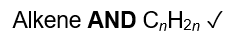 Alkene AND CₙH₂ₙ ✓